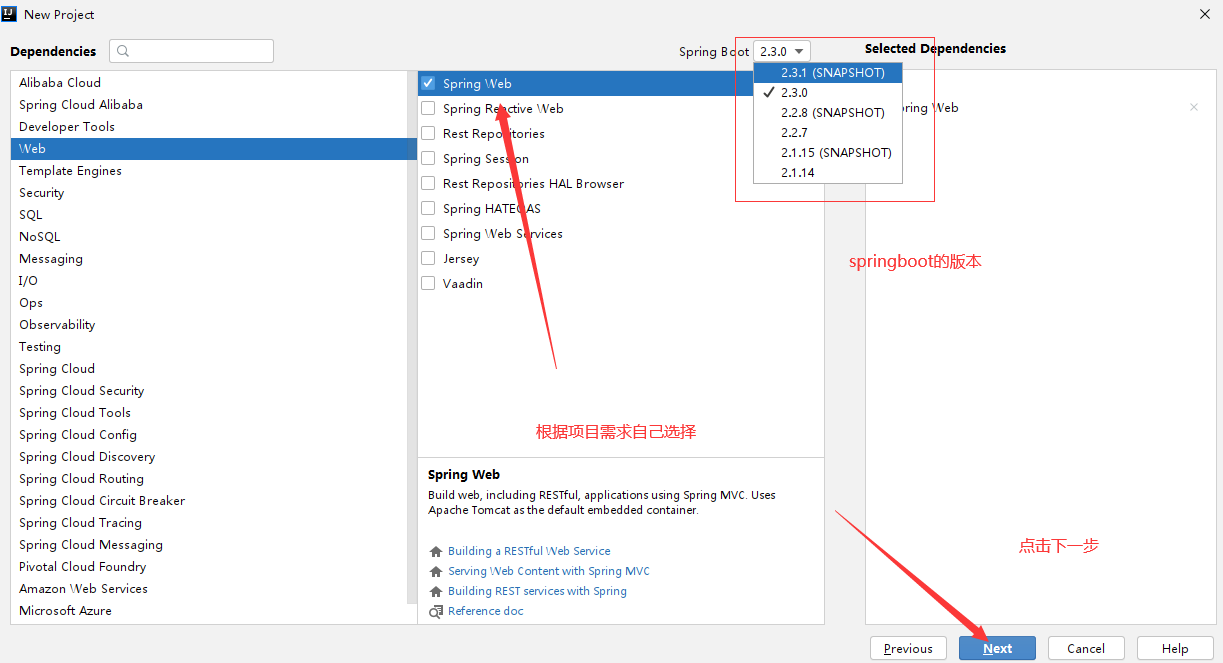 New Project
Dependencies
Spring Boot
2.3.0
Selected Dependencies
Alibaba Cloud
Spring Cloud Alibaba
Developer Tools
Web
Template Engines
Security
SQL
NoSQL
Messaging
I/O
Ops
Observability
Testing
Spring Cloud
Spring Cloud Security
Spring Cloud Tools
Spring Cloud Config
Spring Cloud Discovery
Spring Cloud Routing
Spring Cloud Circuit Breaker
Spring Cloud Tracing
Spring Cloud Messaging
Pivotal Cloud Foundry
Amazon Web Services
Microsoft Azure
Spring Web
Spring Reactive Web
Rest Repositories
Spring Session
Rest Repositories HAL Browser
Spring HATEOAS
Spring Web Services
Jersey
Vaadin
2.3.1 (SNAPSHOT)
2.3.0
2.2.8 (SNAPSHOT)
2.2.7
2.1.15 (SNAPSHOT)
2.1.14
ring Web
springboot的版本
根据项目需求自己选择
Spring Web
Build web, including RESTful, applications using Spring MVC. Uses
Apache Tomcat as the default embedded container.
Building a RESTful Web Service
Serving Web Content with Spring MVC
Building REST services with Spring
Reference doc
点击下一步
Previous
Next
Cancel
Help